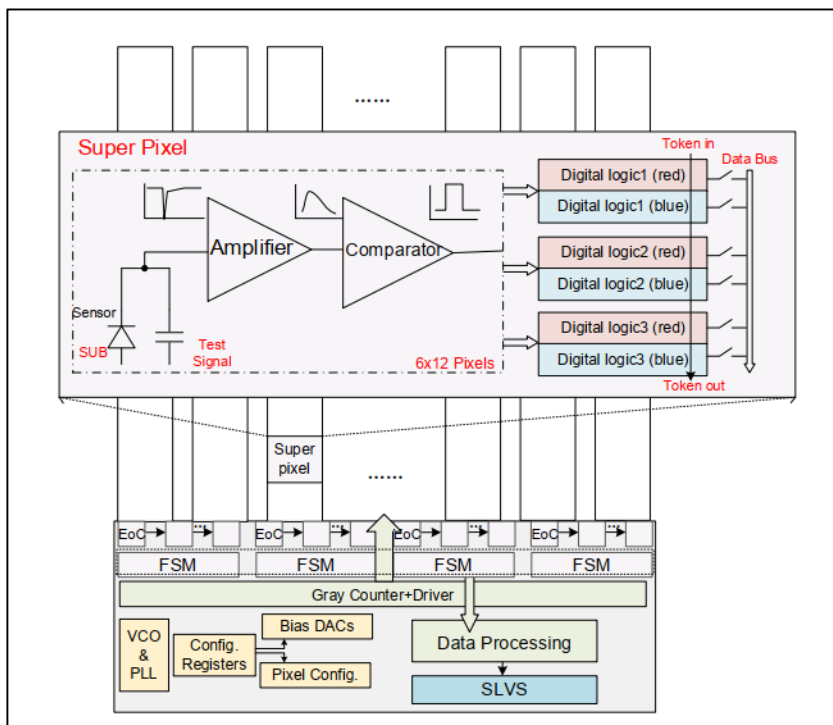 ......
Super Pixel
Token in
Data Bus
Digital logic1 (red)
Digital logic1 (blue)
Amplifier
Comparator
Digital logic2 (red)
Digital logic2 (blue)
Sensor
SUB
Test
Signal
6x12 Pixels
Digital logic3 (red)
Digital logic3 (blue)
Token out
Super
pixel
......
EoC ... EoC ... EoC ... EoC ...
FSM FSM FSM FSM
Gray Counter+Driver
VCO
&
PLL
Config.
Registers
Bias DACs
Pixel Config.
Data Processing
SLVS